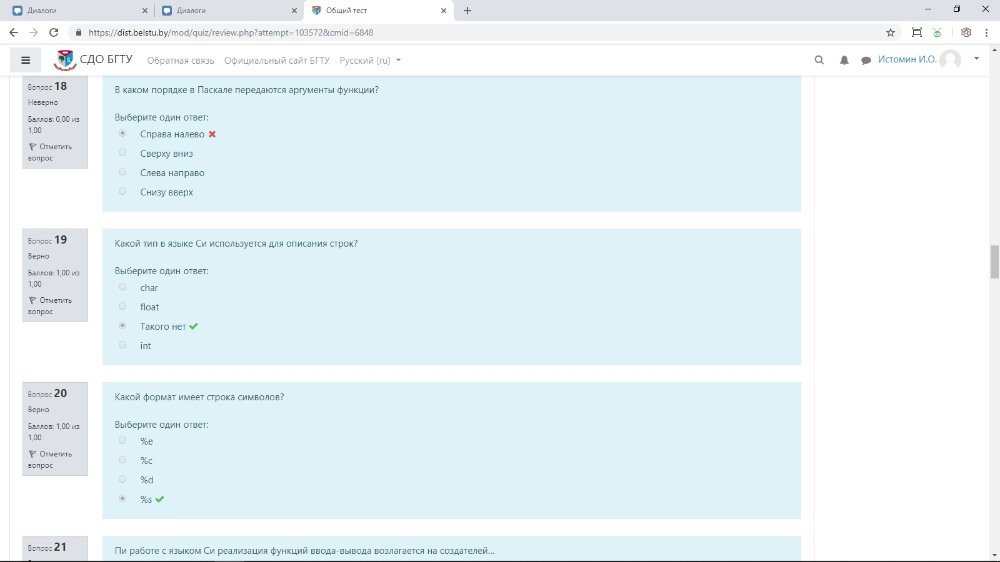 Диалоги
Диалоги
Общий тест
https://dist.belstu.by/mod/quiz/review.php?attempt=103572&cmid=6848
СДО БГТУ
Обратная связь
Официальный сайт БГТУ
Русский (ru)
Истомин И.О.
Вопрос 18
Неверно
Баллов: 0,00 из
1,00
Отметить
вопрос
В каком порядке в Паскале передаются аргументы функции?
Выберите один ответ:
Справа налево
Сверху вниз
Слева направо
Снизу вверх
Вопрос 19
Верно
Баллов: 1,00 из
1,00
Отметить
вопрос
Какой тип в языке Си используется для описания строк?
Выберите один ответ:
char
float
Такого нет
int
Вопрос 20
Верно
Баллов: 1,00 из
1,00
Отметить
вопрос
Какой формат имеет строка символов?
Выберите один ответ:
%e
%c
%d
%s
Вопрос 21
Пи работе с языком Си реализация функций ввода-вывода возлагается на создателей...